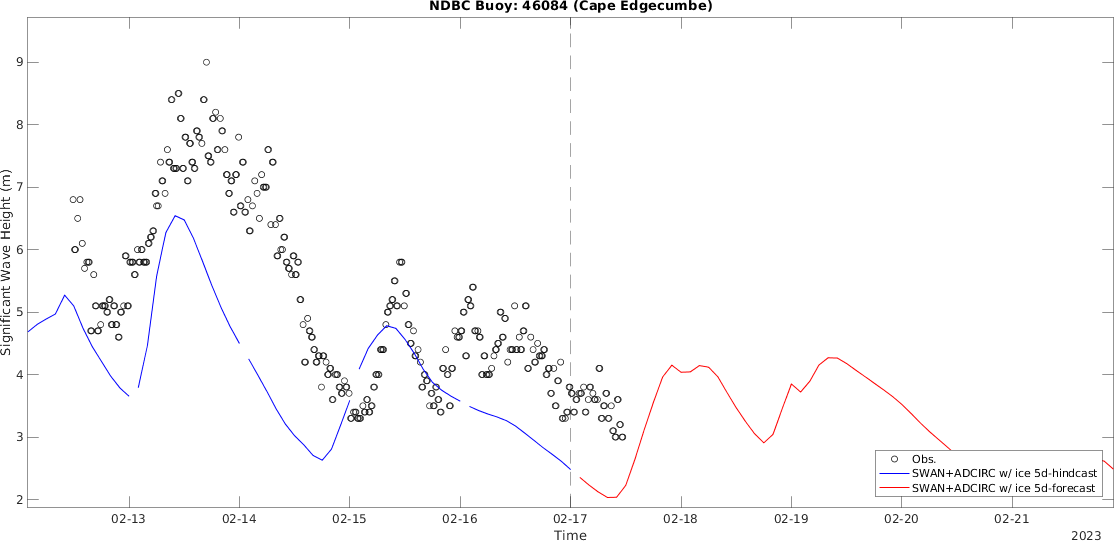 NDBC Buoy: 46084 (Cape Edgecumbe)
Significant Wave Height (m)
9
8
7
6
5
4
3
2
Obs.
SWAN+ADCIRC w/ ice 5d-hindcast
SWAN+ADCIRC w/ ice 5d-forecast
02-13 02-14 02-15 02-16 02-17 02-18 02-19 02-20 02-21
Time
2023